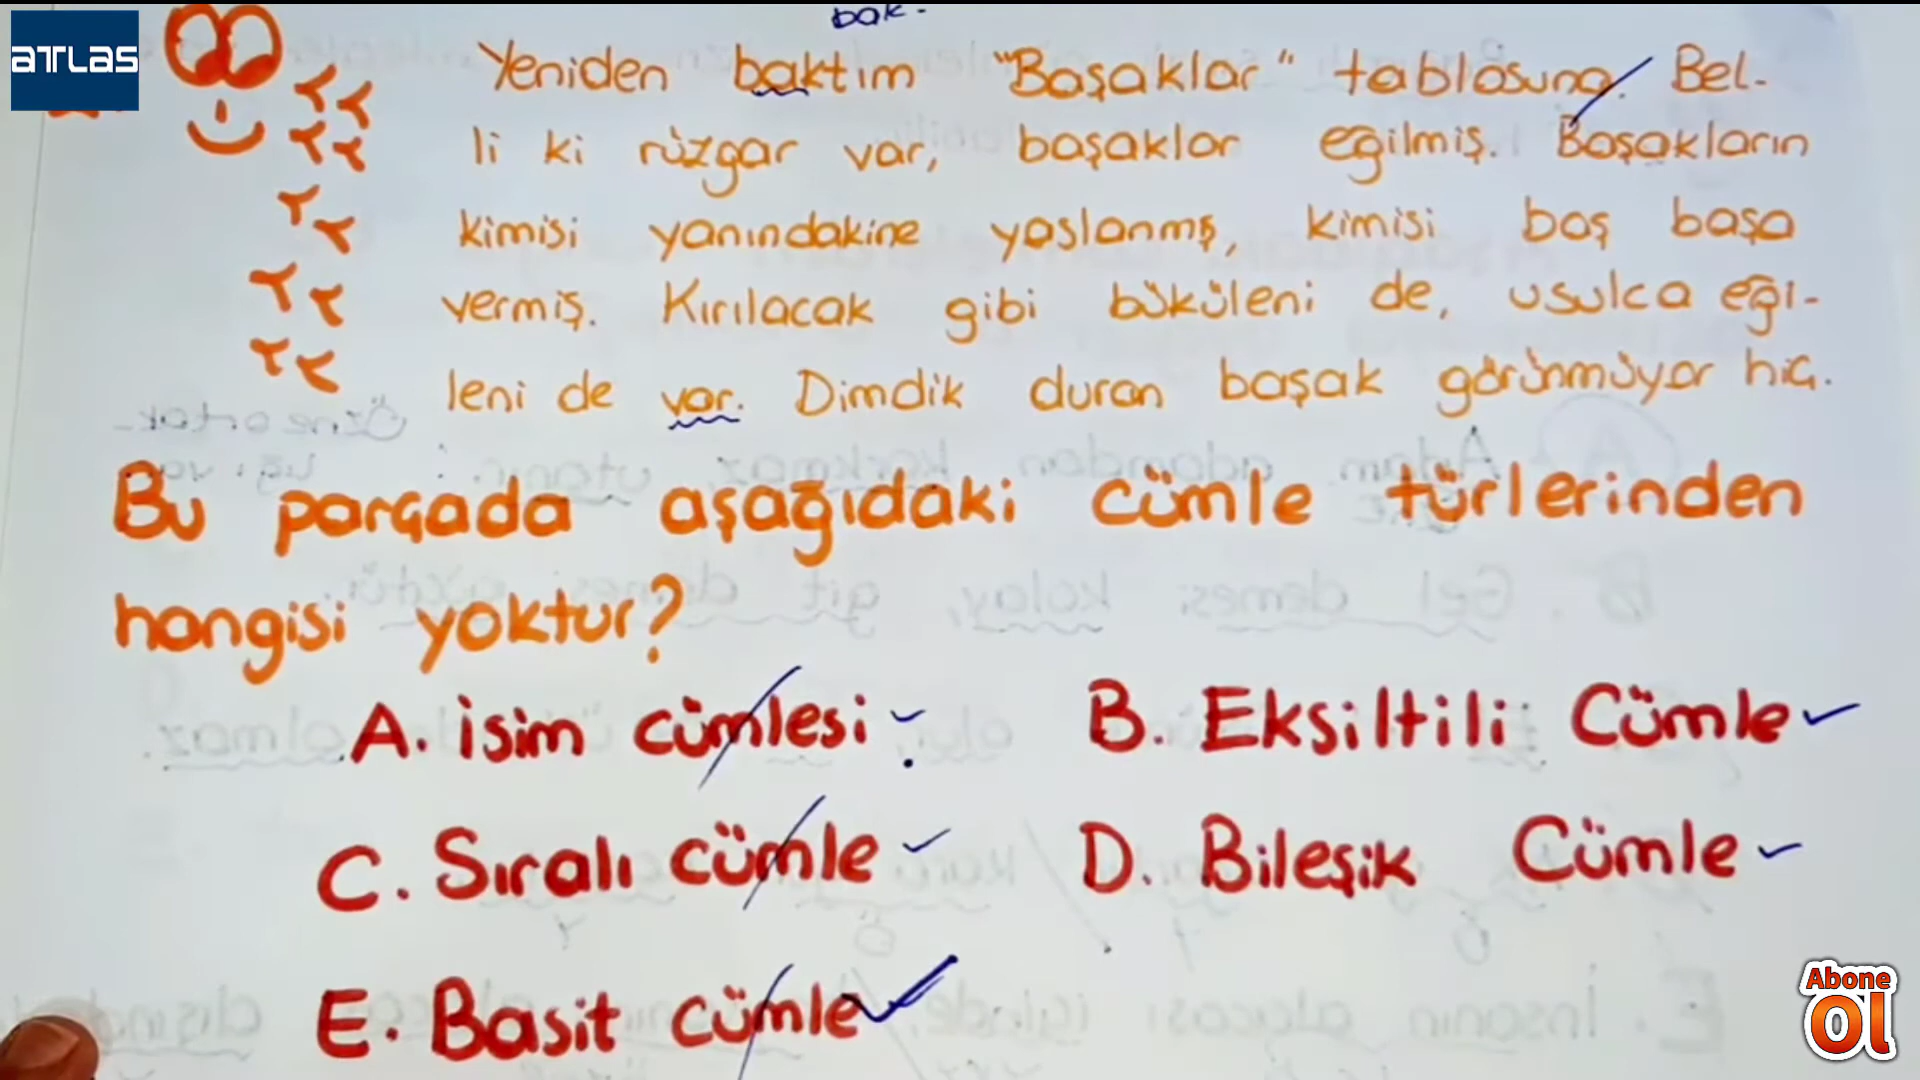 ATLAS
bak.
Yeniden baktım "Başaklar" tablosuna. Bel-
li ki rüzgar var, başaklar eğilmiş. Başakların
kimisi yanındakine yaslanmş, kimisi baş başa
vermiş. Kırılacak gibi büküleni de, usulca eği-
leni de var. Dimdik duran başak görünmüyor hiç.
Bu parçada aşağıdaki cümle türlerinden
hangisi yoktur?
A. İsim cümlesi
B. Eksiltili Cümle
C. Sıralı cümle
D. Bileşik Cümle
E. Basit cümle
Abone
Ol